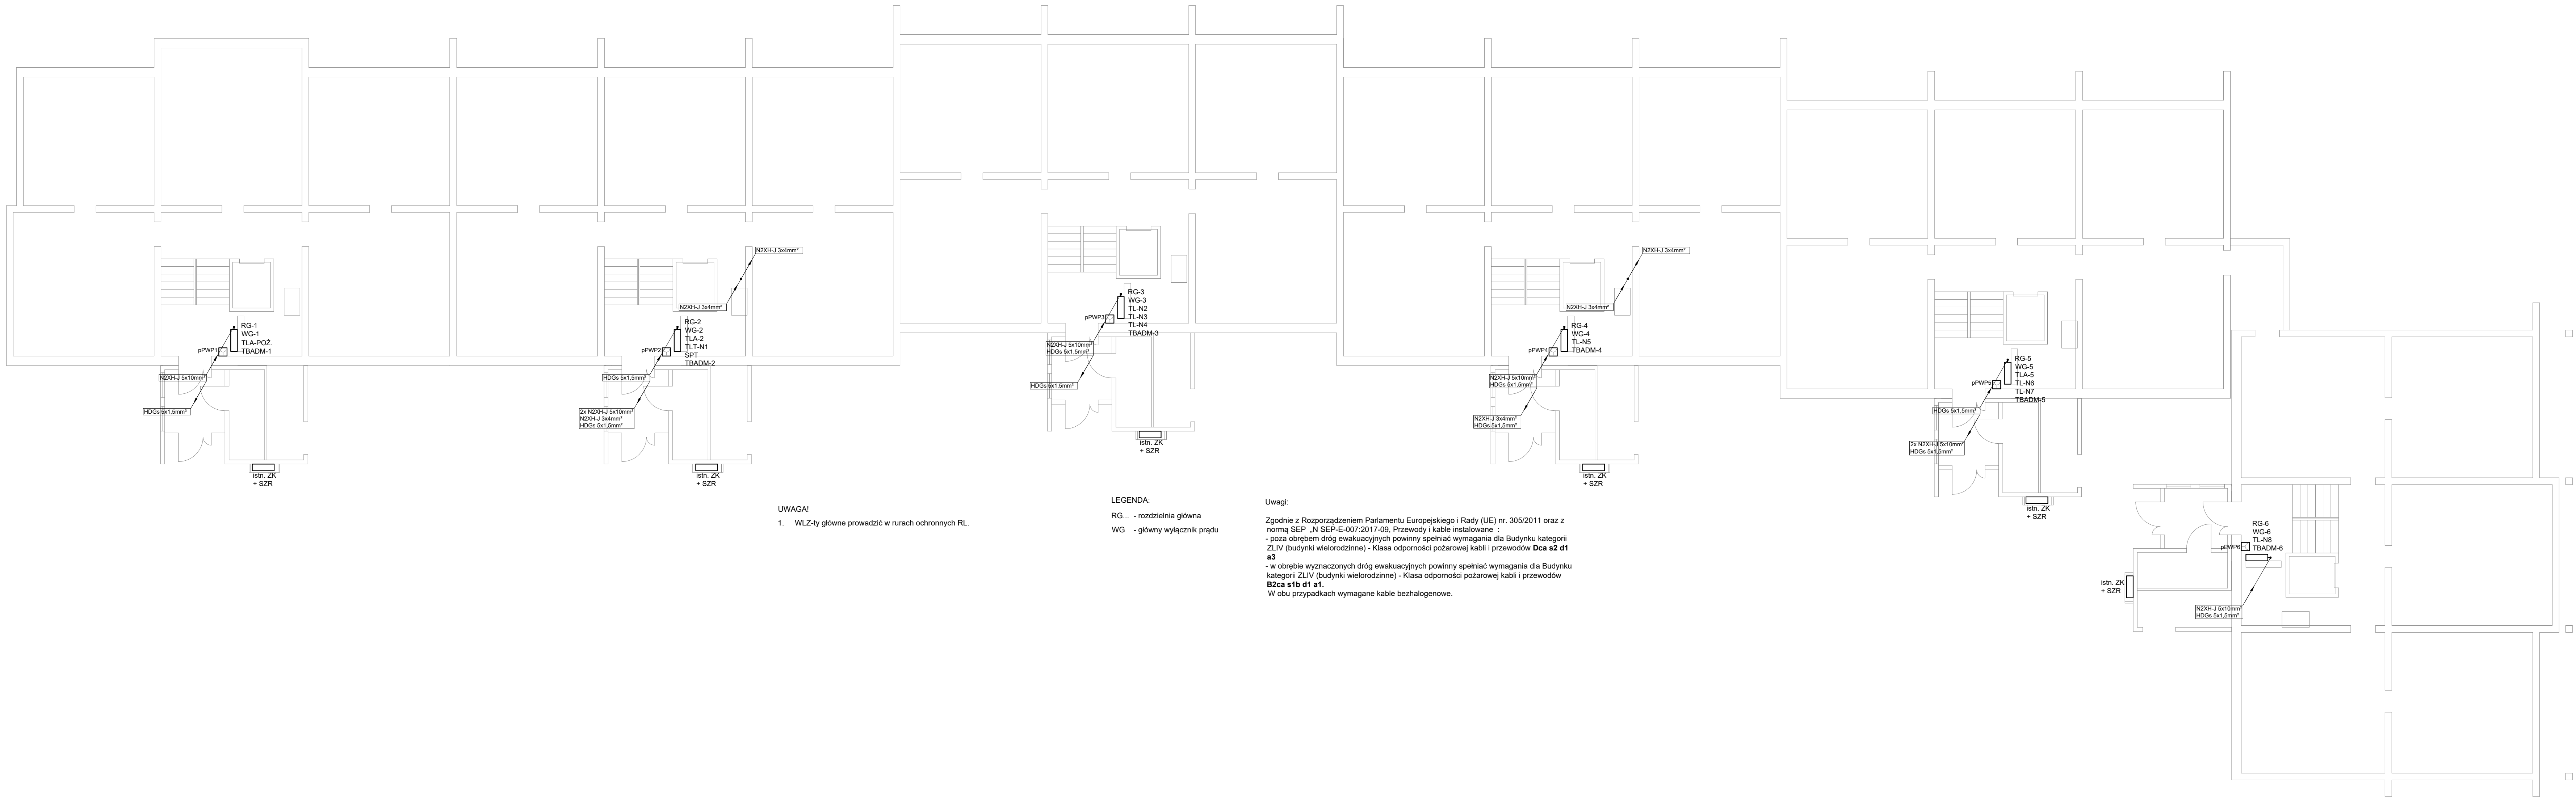 N2XH-J 3x4mm²
N2XH-J 3x4mm²
N2XH-J 3x4mm²
N2XH-J 3x4mm²
pPWP1
RG-1
WG-1
TLA-POŻ.
TBADM-1
N2XH-J 5x10mm²
HDGs 5x1,5mm²
istn. ZK
+ SZR
pPWP2
RG-2
WG-2
TLA-2
TLT-N1
SPT
TBADM-2
HDGs 5x1,5mm²
2x N2XH-J 5x10mm²
N2XH-J 3x4mm²
HDGs 5x1,5mm²
istn. ZK
+ SZR
pPWP3
RG-3
WG-3
TL-N2
TL-N3
TL-N4
TBADM-3
N2XH-J 5x10mm²
HDGs 5x1,5mm²
HDGs 5x1,5mm²
istn. ZK
+ SZR
pPWP4
RG-4
WG-4
TL-N5
TBADM-4
N2XH-J 5x10mm²
HDGs 5x1,5mm²
N2XH-J 3x4mm²
HDGs 5x1,5mm²
istn. ZK
+ SZR
pPWP5
RG-5
WG-5
TLA-5
TL-N6
TL-N7
TBADM-5
HDGs 5x1,5mm²
2x N2XH-J 5x10mm²
HDGs 5x1,5mm²
istn. ZK
+ SZR
pPWP6
RG-6
WG-6
TL-N8
TBADM-6
istn. ZK
+ SZR
N2XH-J 5x10mm²
HDGs 5x1,5mm²
UWAGA!
1. WLZ-ty główne prowadzić w rurach ochronnych RL.
LEGENDA:
RG... - rozdzielnia główna
WG - główny wyłącznik prądu
Uwagi:
Zgodnie z Rozporządzeniem Parlamentu Europejskiego i Rady (UE) nr. 305/2011 oraz z
normą SEP „N SEP-E-007:2017-09, Przewody i kable instalowane :
- poza obrębem dróg ewakuacyjnych powinny spełniać wymagania dla Budynku kategorii
ZLIV (budynki wielorodzinne) - Klasa odporności pożarowej kabli i przewodów Dca s2 d1
a3
- w obrębie wyznaczonych dróg ewakuacyjnych powinny spełniać wymagania dla Budynku
kategorii ZLIV (budynki wielorodzinne) - Klasa odporności pożarowej kabli i przewodów
B2ca s1b d1 a1.
W obu przypadkach wymagane kable bezhalogenowe.